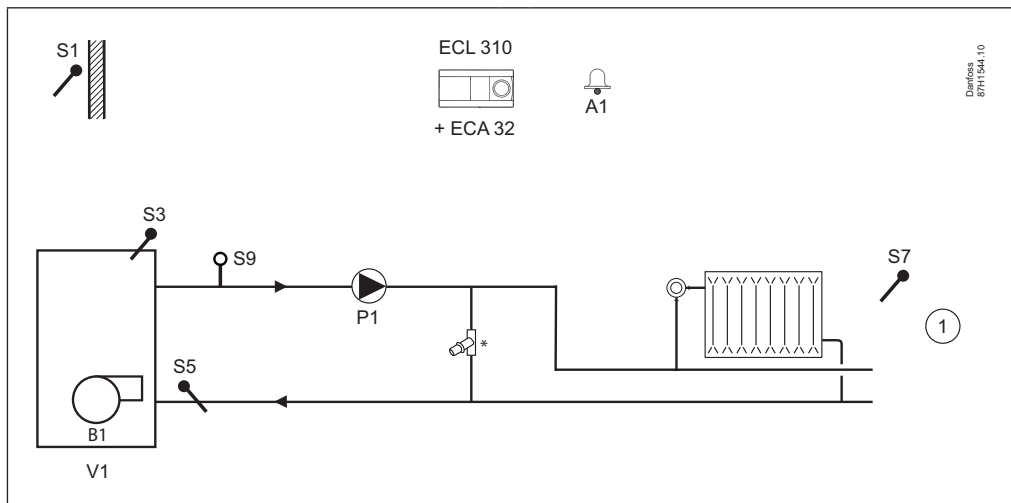 S1
ECL 310
A1
+ ECA 32
Danfoss
87H1544.10
S3
S9
S7
P1
1
*
S5
B1
V1